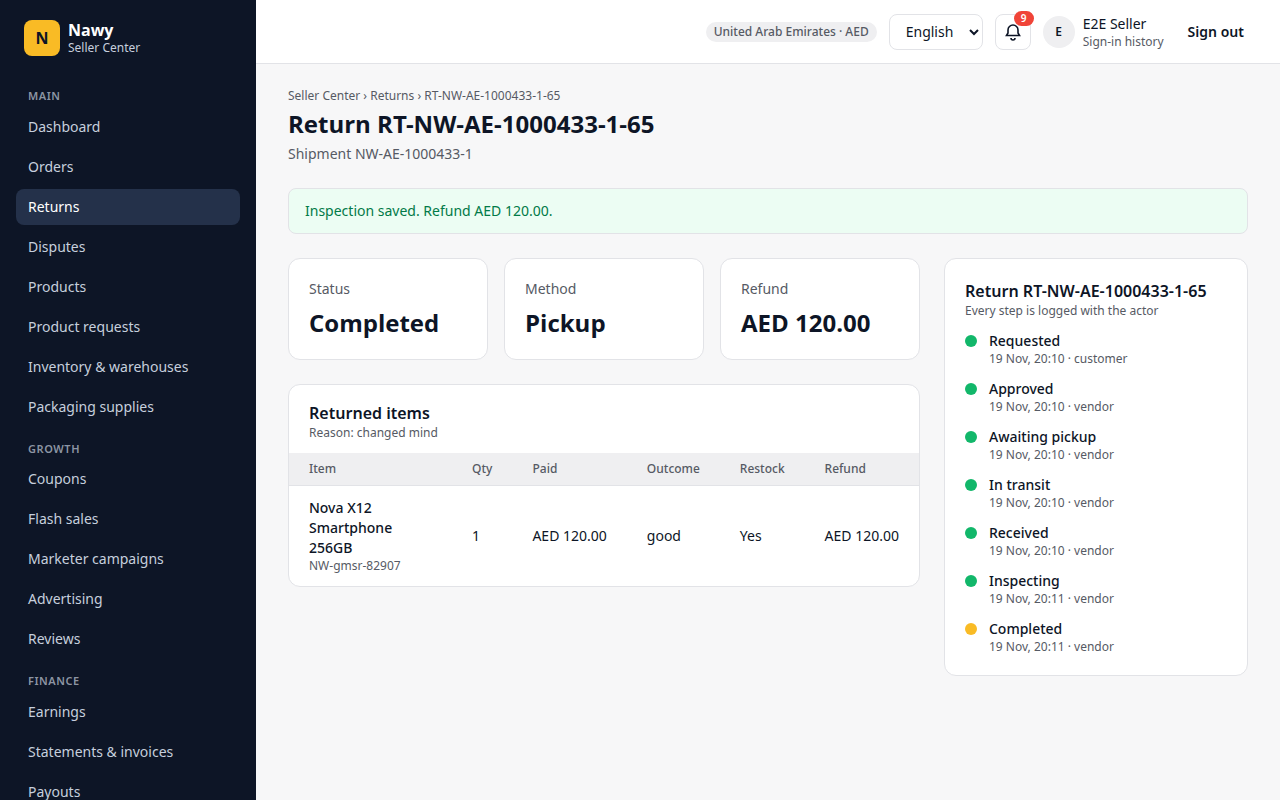 N
Nawy
Seller Center
MAIN
Dashboard
Orders
Returns
Disputes
Products
Product requests
Inventory & warehouses
Packaging supplies
GROWTH
Coupons
Flash sales
Marketer campaigns
Advertising
Reviews
FINANCE
Earnings
Statements & invoices
Payouts
United Arab Emirates · AED
English
9
E
E2E Seller
Sign-in history
Sign out
Seller Center › Returns › RT-NW-AE-1000433-1-65
Return RT-NW-AE-1000433-1-65
Shipment NW-AE-1000433-1
Inspection saved. Refund AED 120.00.
Status
Completed
Method
Pickup
Refund
AED 120.00
Returned items
Reason: changed mind
Item Qty Paid Outcome Restock Refund
Nova X12
Smartphone
256GB
NW-gmsr-82907
1 AED 120.00 good Yes AED 120.00
Return RT-NW-AE-1000433-1-65
Every step is logged with the actor
Requested
19 Nov, 20:10 · customer
Approved
19 Nov, 20:10 · vendor
Awaiting pickup
19 Nov, 20:10 · vendor
In transit
19 Nov, 20:10 · vendor
Received
19 Nov, 20:10 · vendor
Inspecting
19 Nov, 20:11 · vendor
Completed
19 Nov, 20:11 · vendor